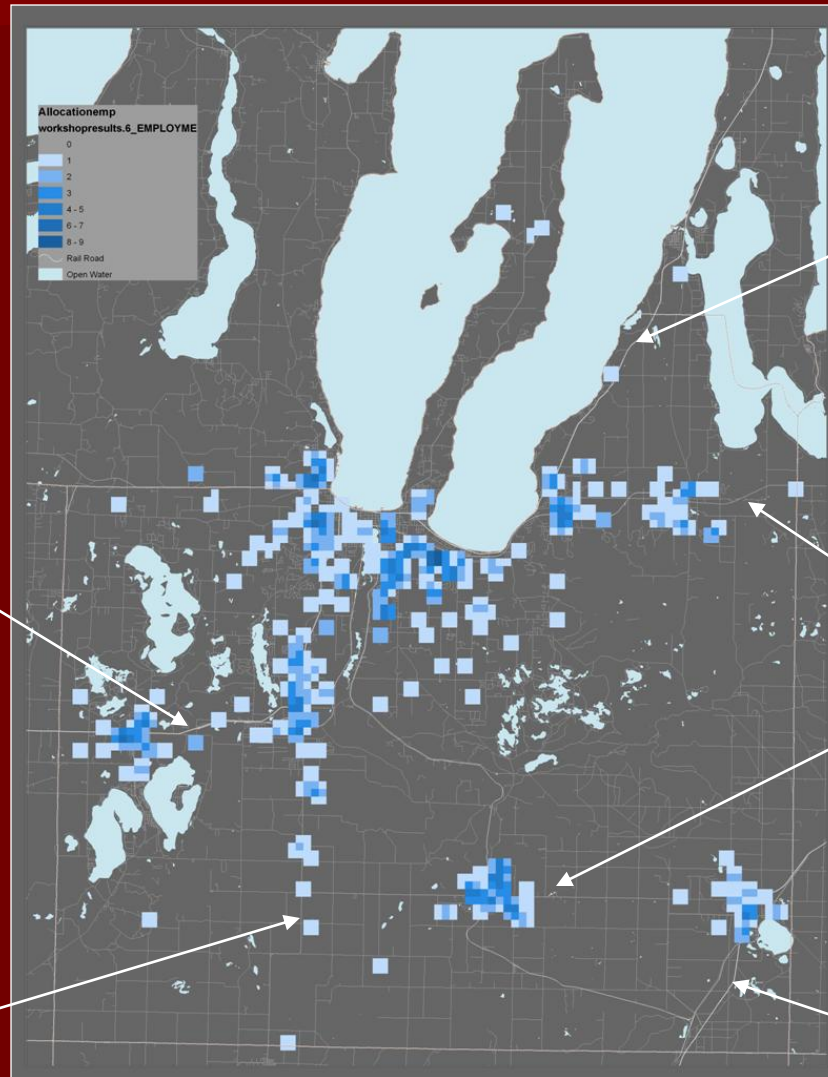 Allocationemp
workshopresults.6_EMPLOYME
0
1
2
3
4 - 5
6 - 7
8 - 9
Rail Road
Open Water